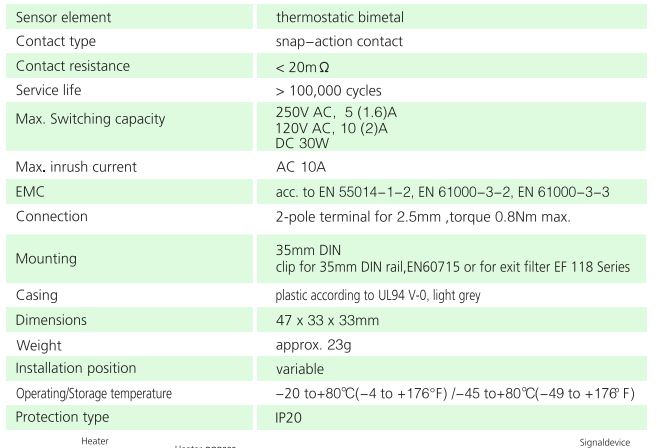 Sensor element thermostatic bimetal
Contact type snap–action contact
Contact resistance < 20mΩ
Service life > 100,000 cycles
Max. Switching capacity 250V AC, 5 (1.6)A
120V AC, 10 (2)A
DC 30W
Max. inrush current AC 10A
EMC acc. to EN 55014–1–2, EN 61000–3–2, EN 61000–3–3
Connection 2-pole terminal for 2.5mm ,torque 0.8Nm max.
Mounting 35mm DIN
clip for 35mm DIN rail,EN60715 or for exit filter EF 118 Series
Casing plastic according to UL94 V-0, light grey
Dimensions 47 x 33 x 33mm
Weight approx. 23g
Installation position variable
Operating/Storage temperature –20 to+80℃(–4 to +176°F) /–45 to+80℃(–49 to +176°F)
Protection type IP20
Heater Signaldevice
Heater